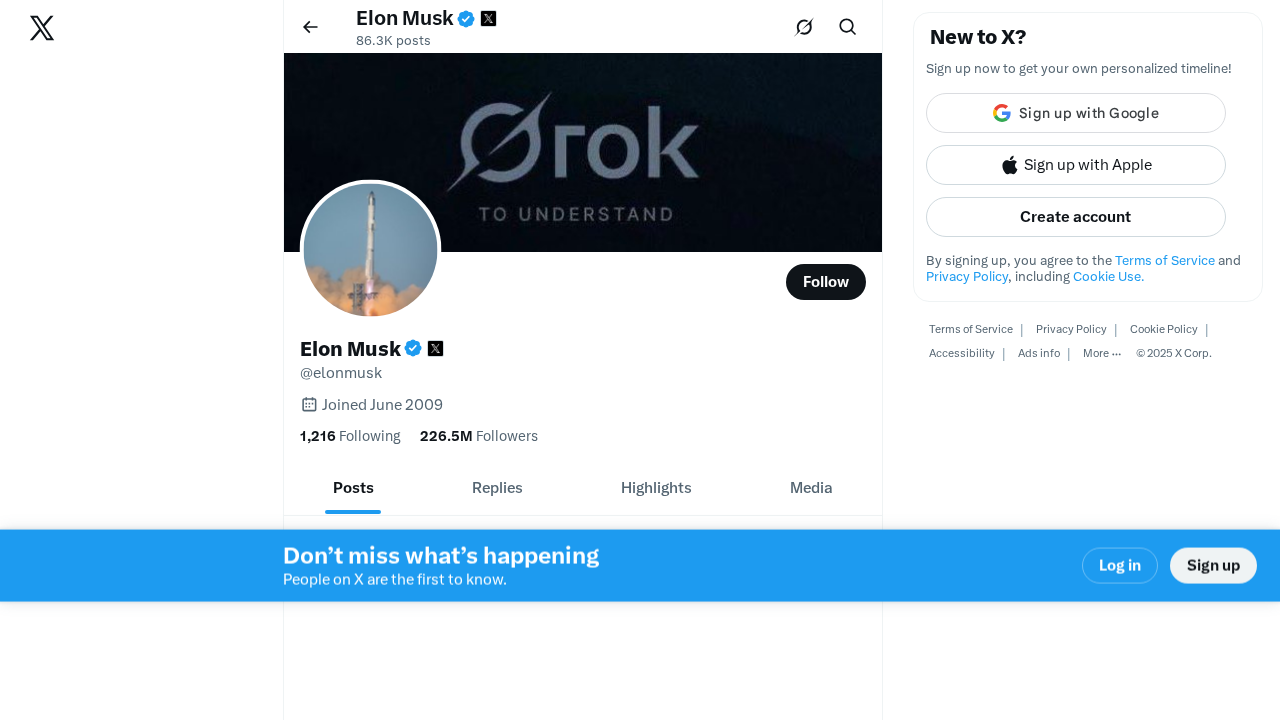 Elon Musk
86.3K posts
Grok
TO UNDERSTAND
Follow
Elon Musk
@elonmusk
Joined June 2009
1,216 Following 226.5M Followers
Posts Replies Highlights Media
New to X?
Sign up now to get your own personalized timeline!
Sign up with Google
Sign up with Apple
Create account
By signing up, you agree to the Terms of Service and
Privacy Policy, including Cookie Use.
Terms of Service | Privacy Policy | Cookie Policy |
Accessibility | Ads info | More ··· © 2025 X Corp.
Don’t miss what’s happening
People on X are the first to know.
Log in
Sign up